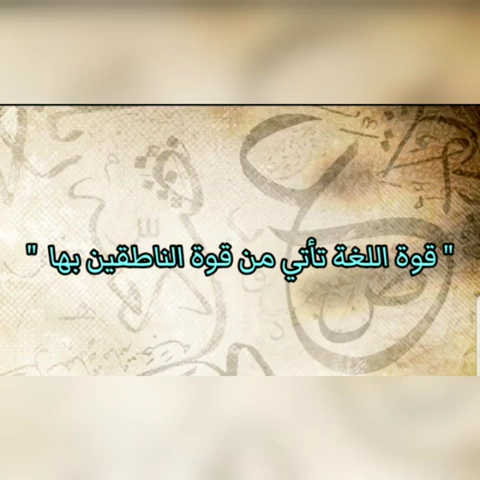 " قوة اللغة تأتي من قوة الناطقين بها "